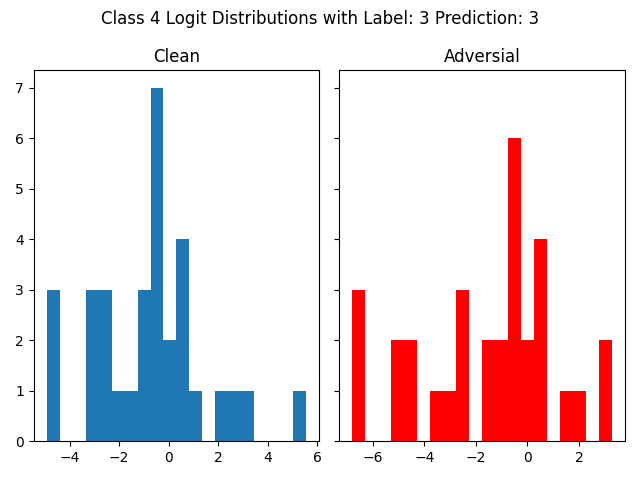 Class 4 Logit Distributions with Label: 3 Prediction: 3
Clean
Adversial
7
6
5
4
3
2
1
0
−4 −2 0 2 4 6
−6 −4 −2 0 2